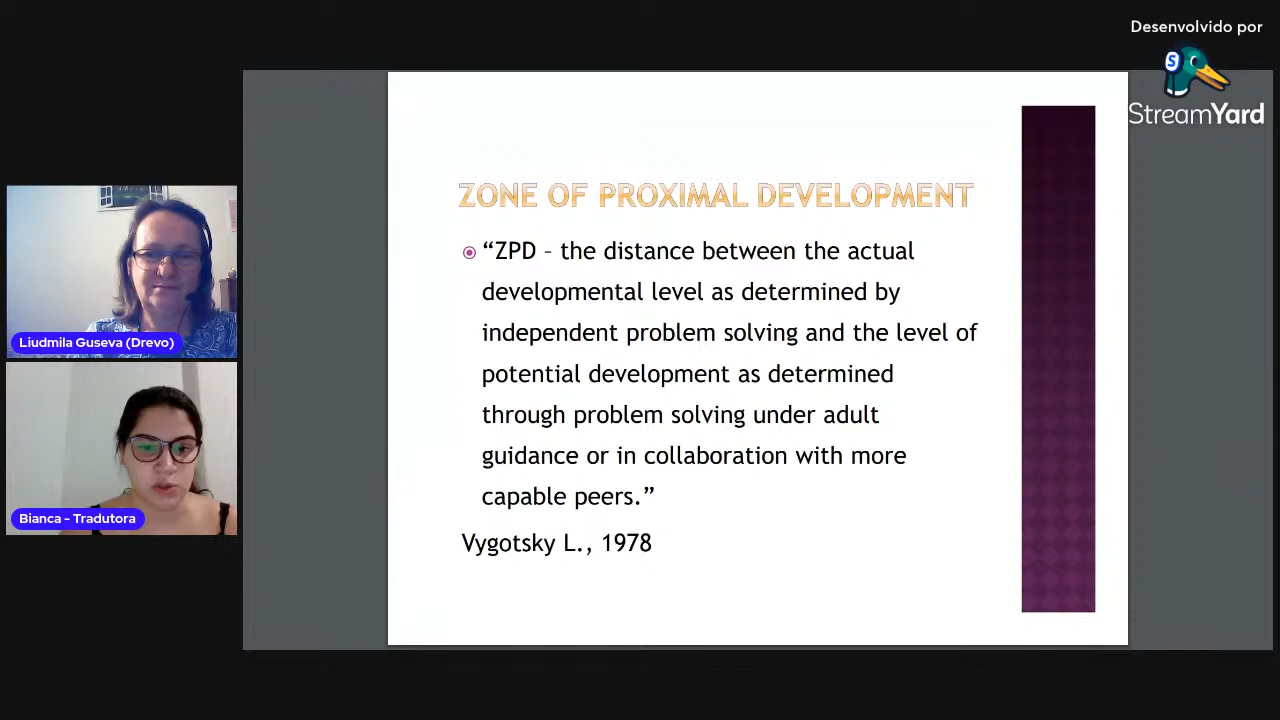 Desenvolvido por
StreamYard
ZONE OF PROXIMAL DEVELOPMENT
“ZPD – the distance between the actual
developmental level as determined by
independent problem solving and the level of
potential development as determined
through problem solving under adult
guidance or in collaboration with more
capable peers.”
Vygotsky L., 1978
Liudmila Guseva (Drevo)
Bianca - Tradutora